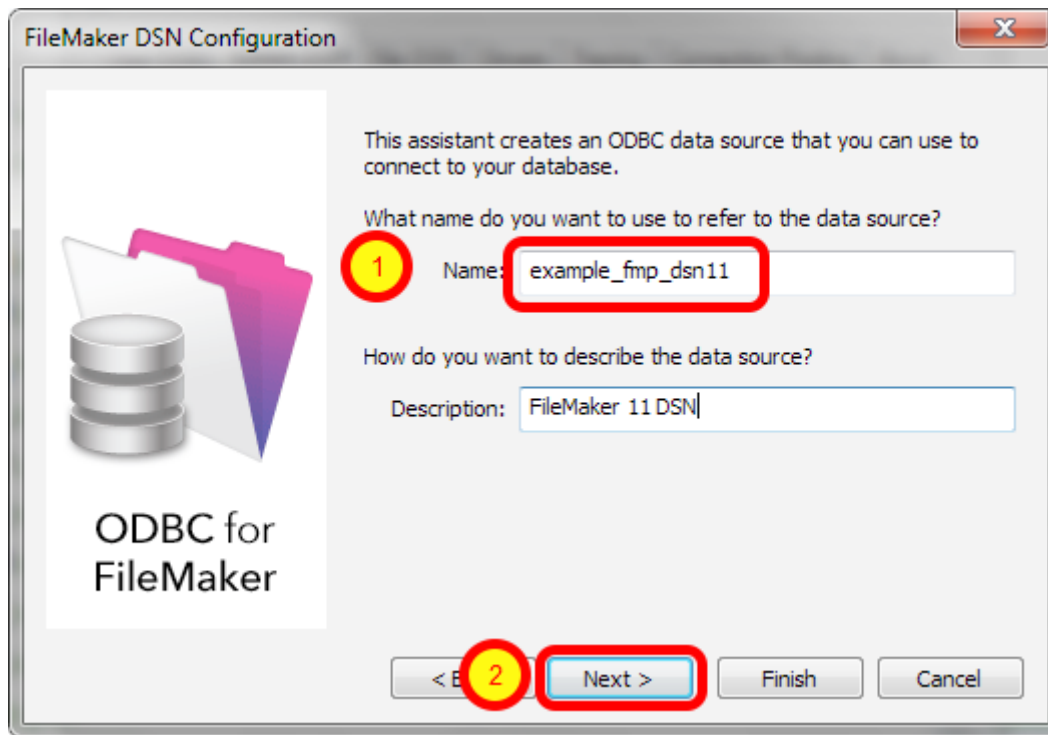 FileMaker DSN Configuration
This assistant creates an ODBC data source that you can use to
connect to your database.
What name do you want to use to refer to the data source?
1
Name: example_fmp_dsn11
How do you want to describe the data source?
Description: FileMaker 11 DSN
ODBC for
FileMaker
< 2 Next > Finish Cancel